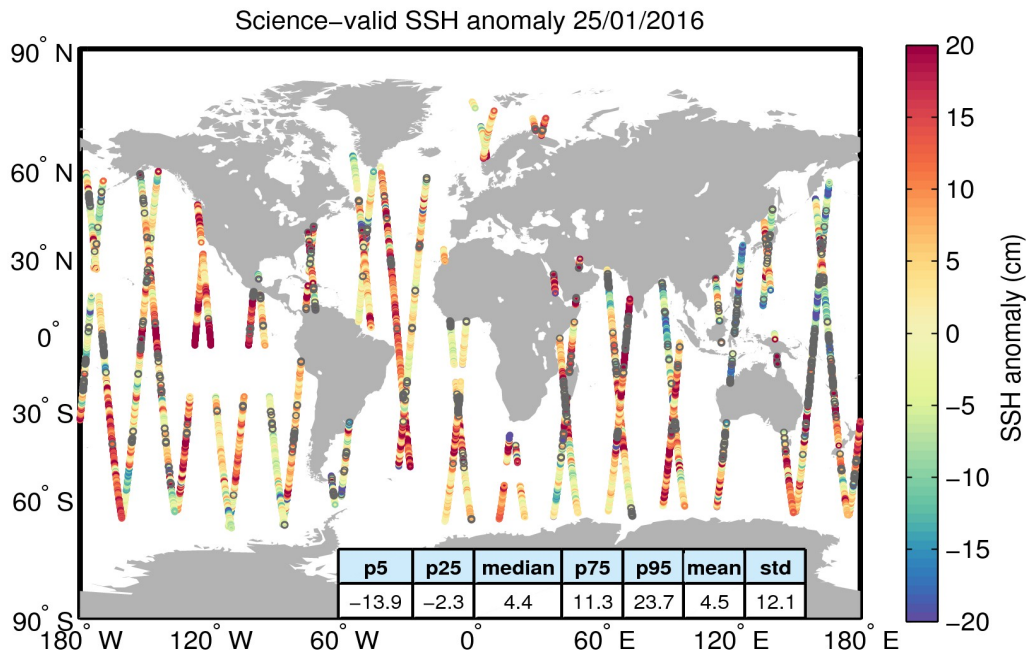 Science−valid SSH anomaly 25/01/2016
90° N
60° N
30° N
0°
30° S
60° S
90° S
180° W
120° W
60° W
0°
60° E
120° E
180° E
p5 p25 median p75 p95 mean std
−13.9 −2.3 4.4 11.3 23.7 4.5 12.1
20
15
10
5
0
−5
−10
−15
−20
SSH anomaly (cm)